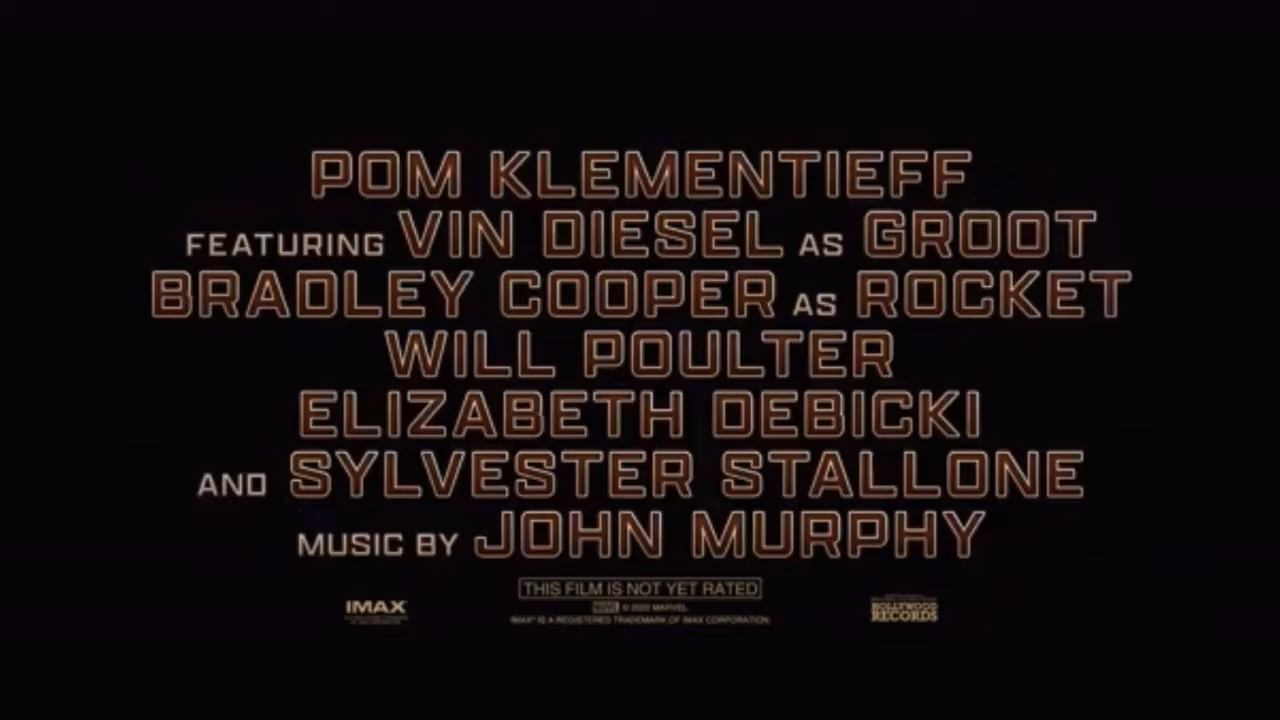 POM KLEMENTIEFF
FEATURING VIN DIESEL AS GROOT
BRADLEY COOPER AS ROCKET
WILL POULTER
ELIZABETH DEBICKI
AND SYLVESTER STALLONE
MUSIC BY JOHN MURPHY
THIS FILM IS NOT YET RATED
IMAX
MARVEL © 2022 MARVEL
HOLLYWOOD
RECORDS
IMAX® IS A REGISTERED TRADEMARK OF IMAX CORPORATION.